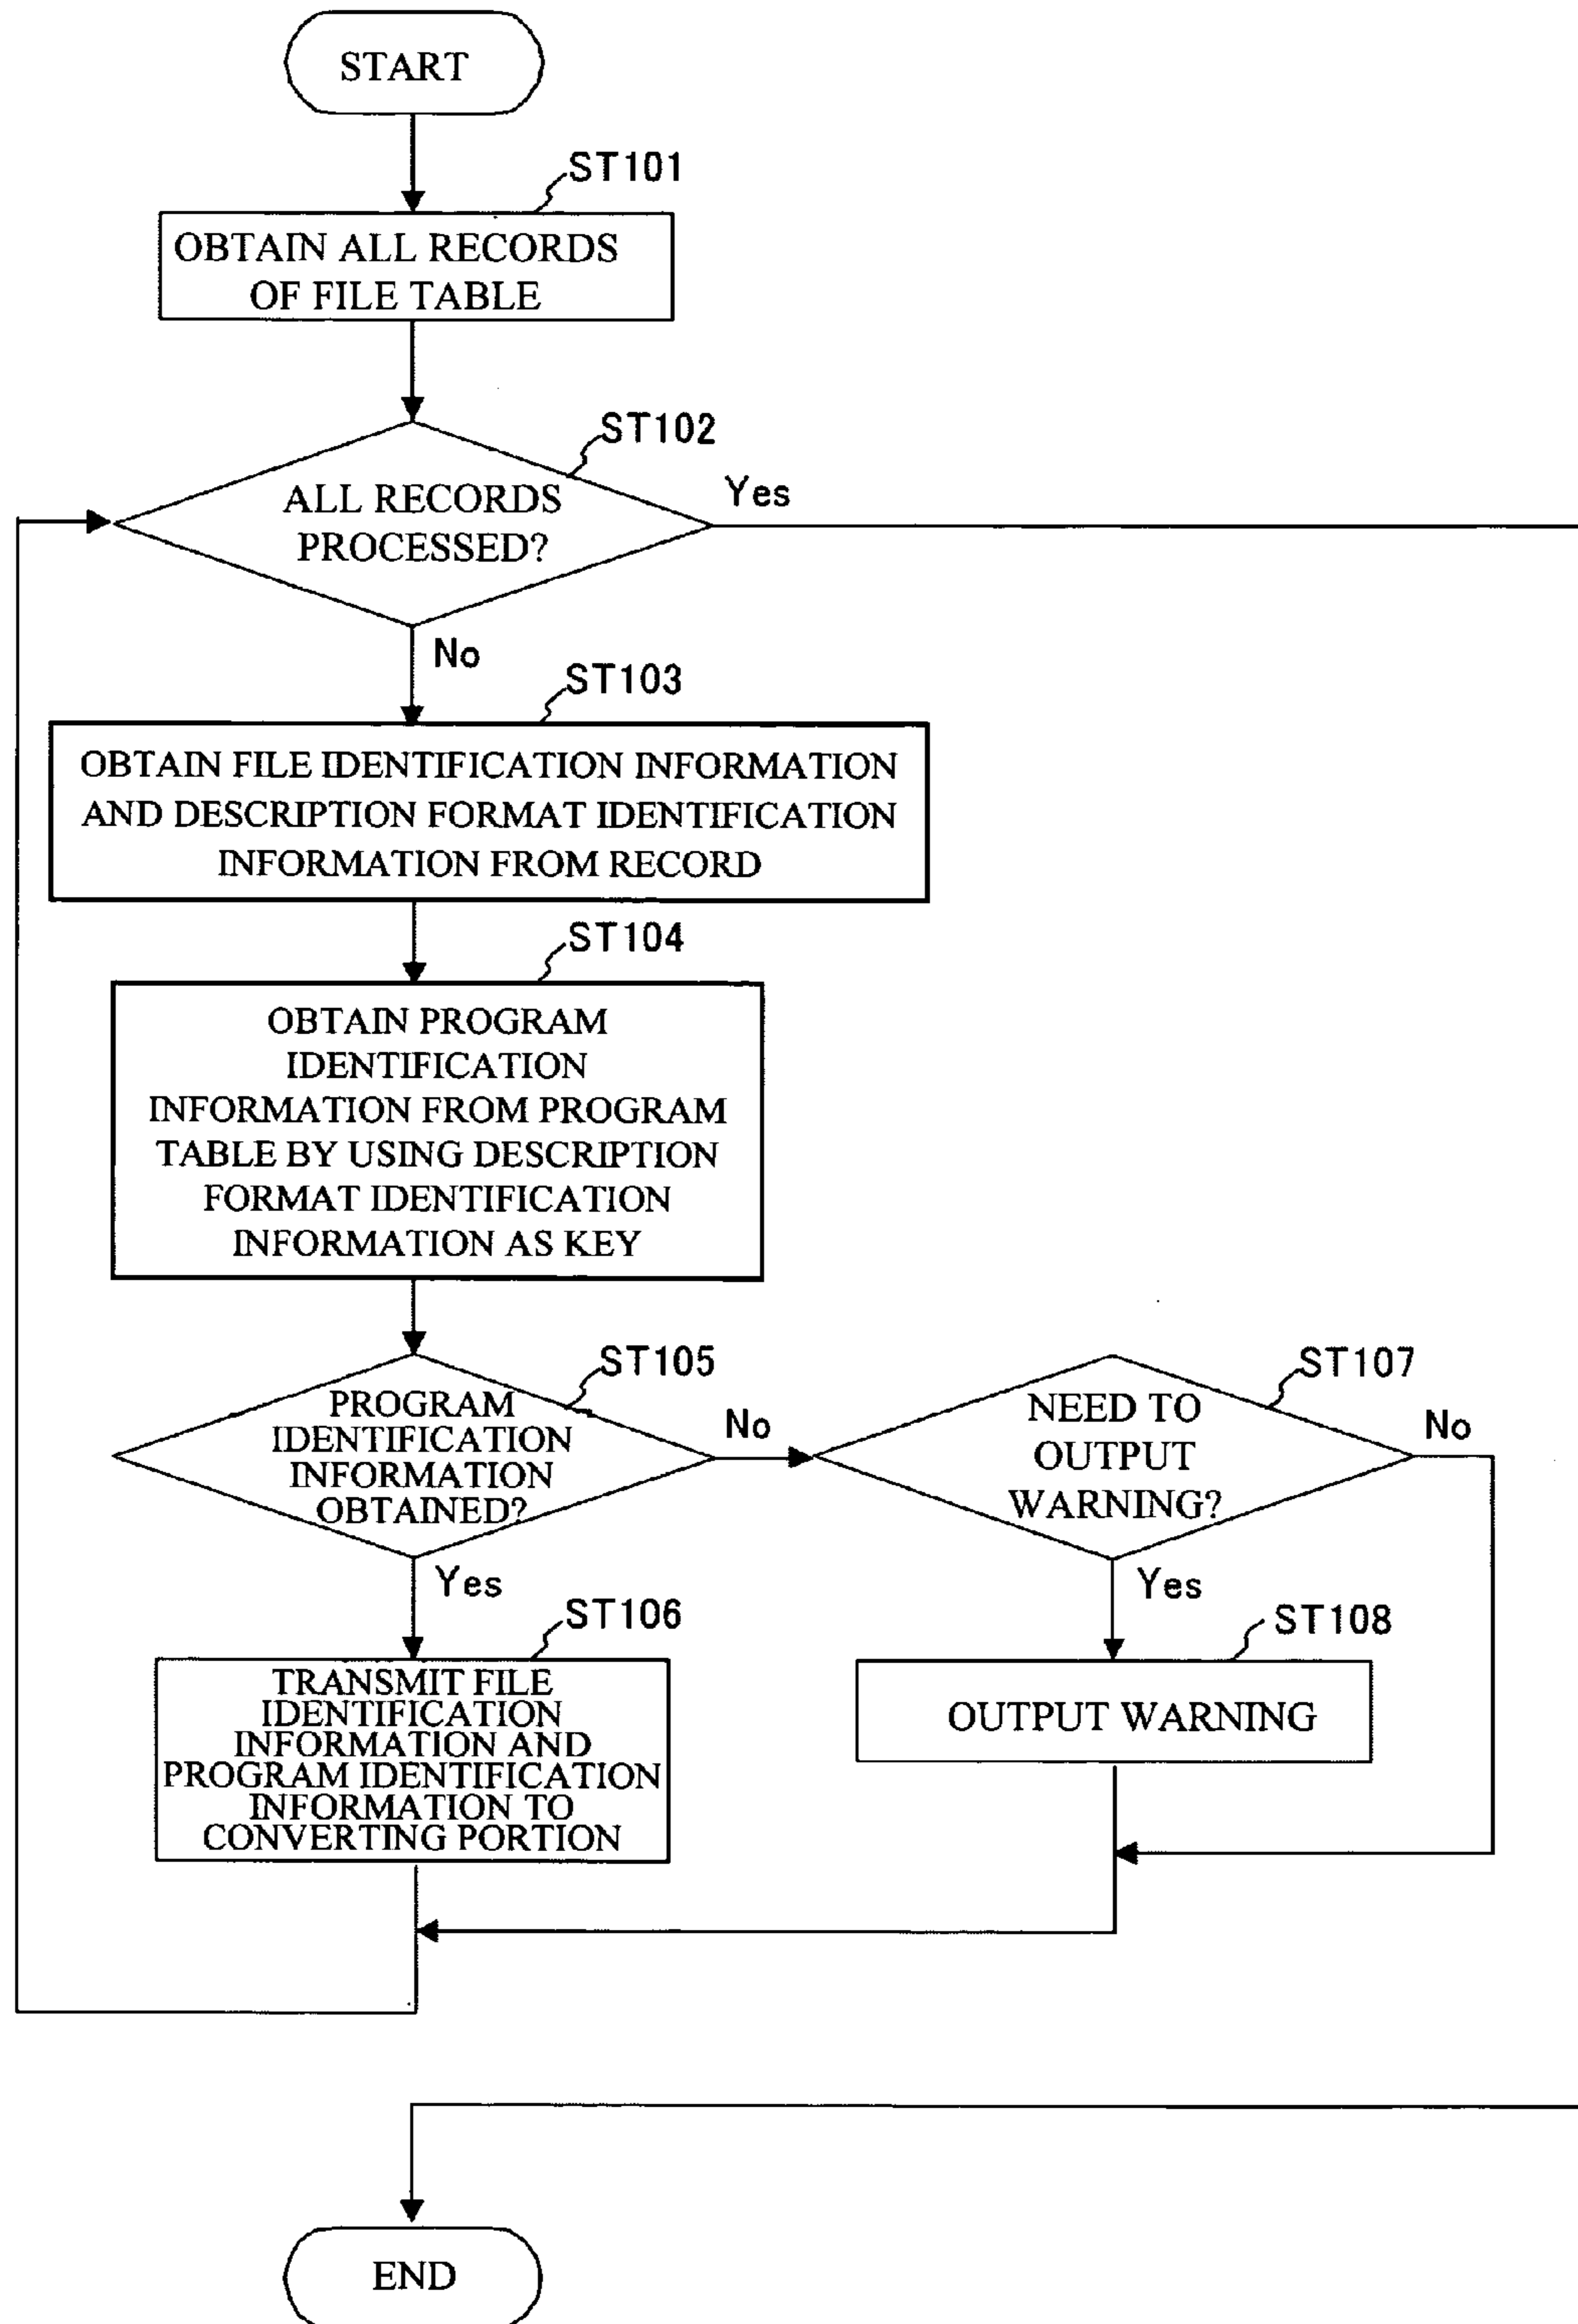 START
ST101
OBTAIN ALL RECORDS
OF FILE TABLE
ST102
ALL RECORDS
PROCESSED?
Yes
No
ST103
OBTAIN FILE IDENTIFICATION INFORMATION
AND DESCRIPTION FORMAT IDENTIFICATION
INFORMATION FROM RECORD
ST104
OBTAIN PROGRAM
IDENTIFICATION
INFORMATION FROM PROGRAM
TABLE BY USING DESCRIPTION
FORMAT IDENTIFICATION
INFORMATION AS KEY
ST105
PROGRAM
IDENTIFICATION
INFORMATION
OBTAINED?
No
Yes
ST107
NEED TO
OUTPUT
WARNING?
No
Yes
ST106
TRANSMIT FILE
IDENTIFICATION
INFORMATION AND
PROGRAM IDENTIFICATION
INFORMATION TO
CONVERTING PORTION
ST108
OUTPUT WARNING
END